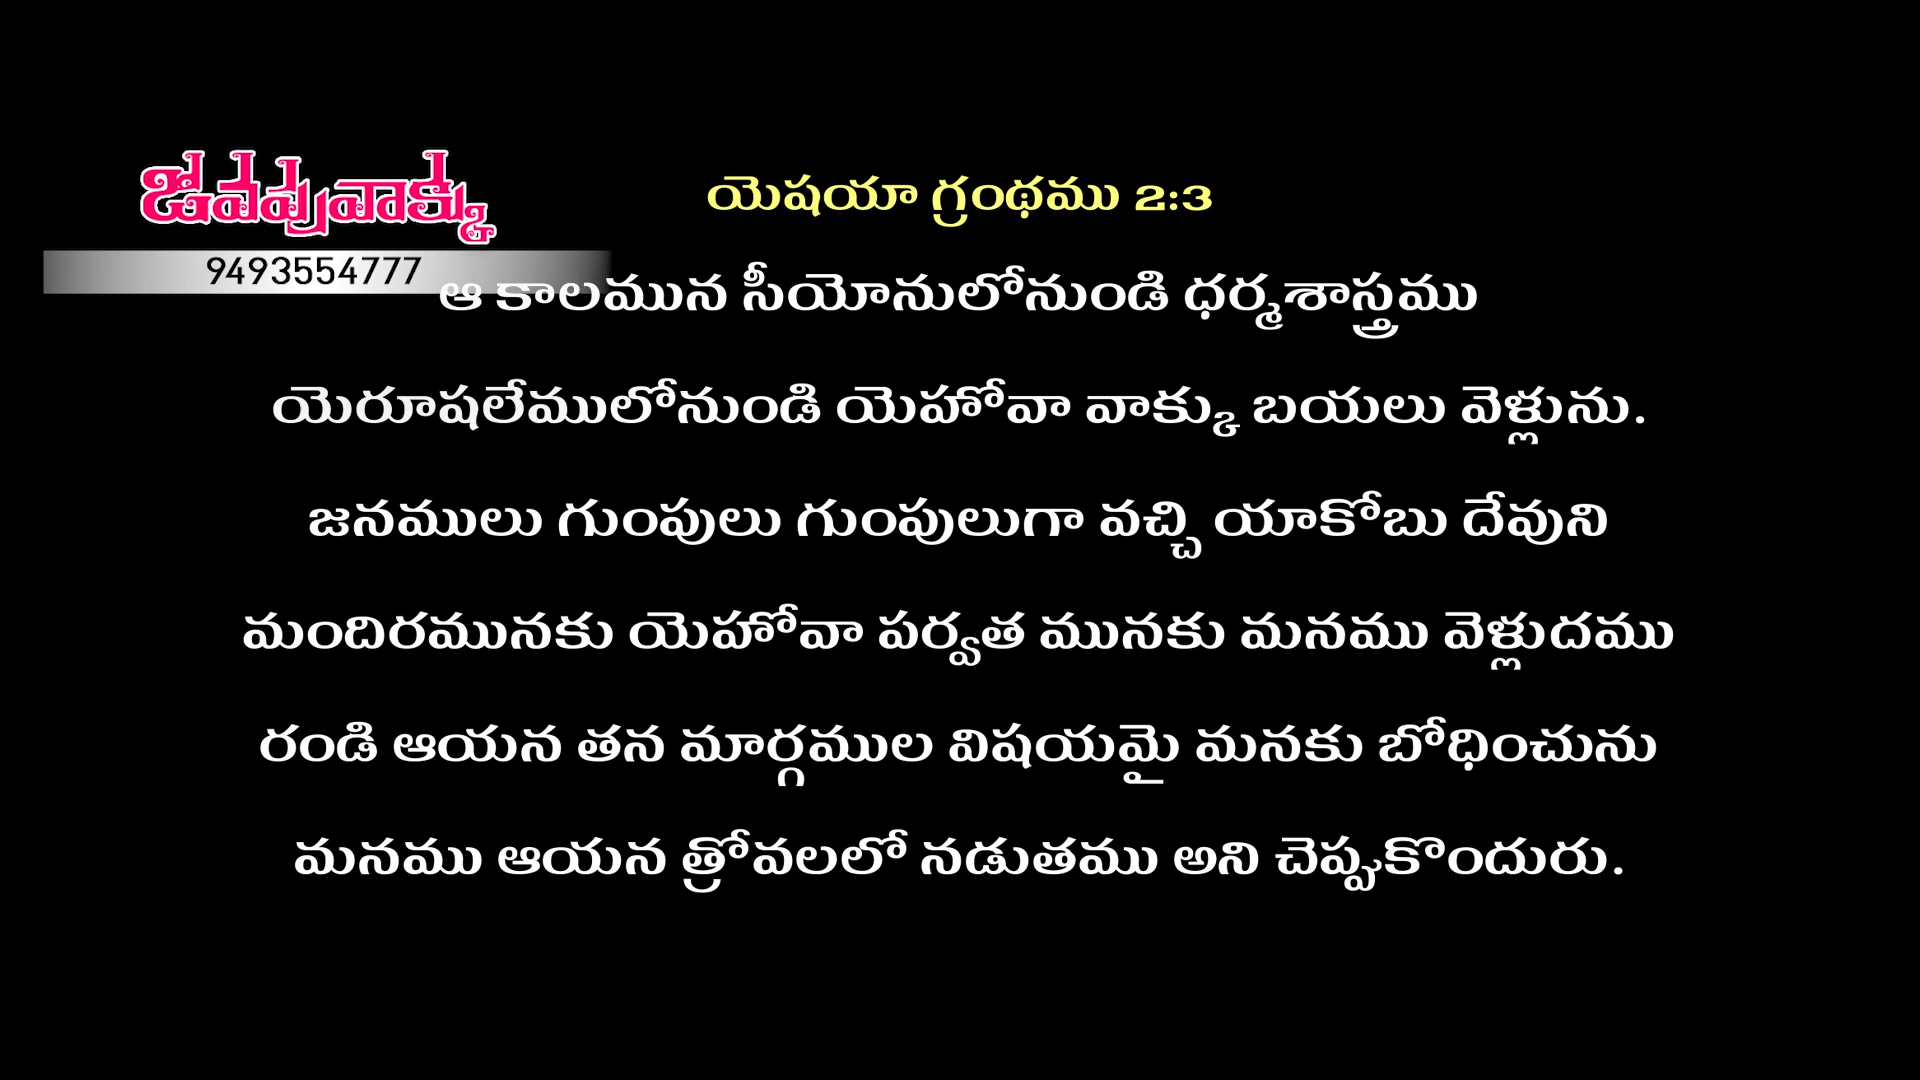 జీవపువాక్కు
9493554777
యెషయా గ్రంథము 2:3
ఆ కాలమున సీయోనులోనుండి ధర్మశాస్త్రము
యెరూషలేములోనుండి యెహోవా వాక్కు బయలు వెళ్లును.
జనములు గుంపులు గుంపులుగా వచ్చి యాకోబు దేవుని
మందిరమునకు యెహోవా పర్వత మునకు మనము వెళ్లుదము
రండి ఆయన తన మార్గముల విషయమై మనకు బోధించును
మనము ఆయన త్రోవలలో నడుతము అని చెప్పుకొందురు.